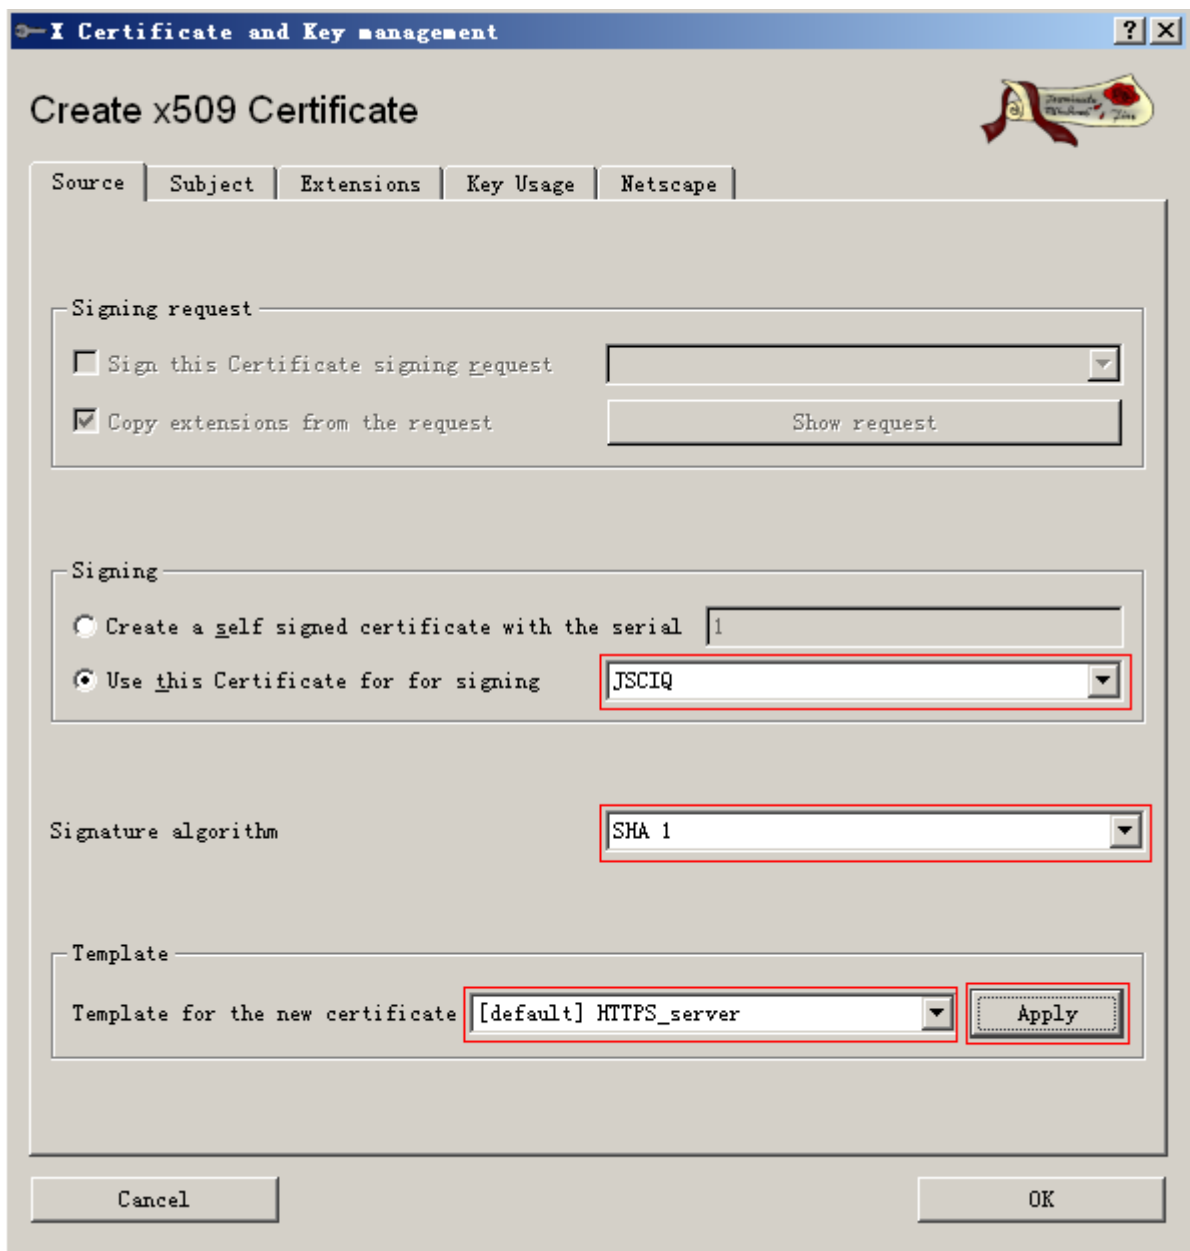 X Certificate and Key management
Create x509 Certificate
Source Subject Extensions Key Usage Netscape
Signing request
Sign this Certificate signing request
Copy extensions from the request Show request
Signing
Create a self signed certificate with the serial 1
Use this Certificate for for signing JSCIQ
Signature algorithm SHA 1
Template
Template for the new certificate [default] HTTPS_server Apply
Cancel OK